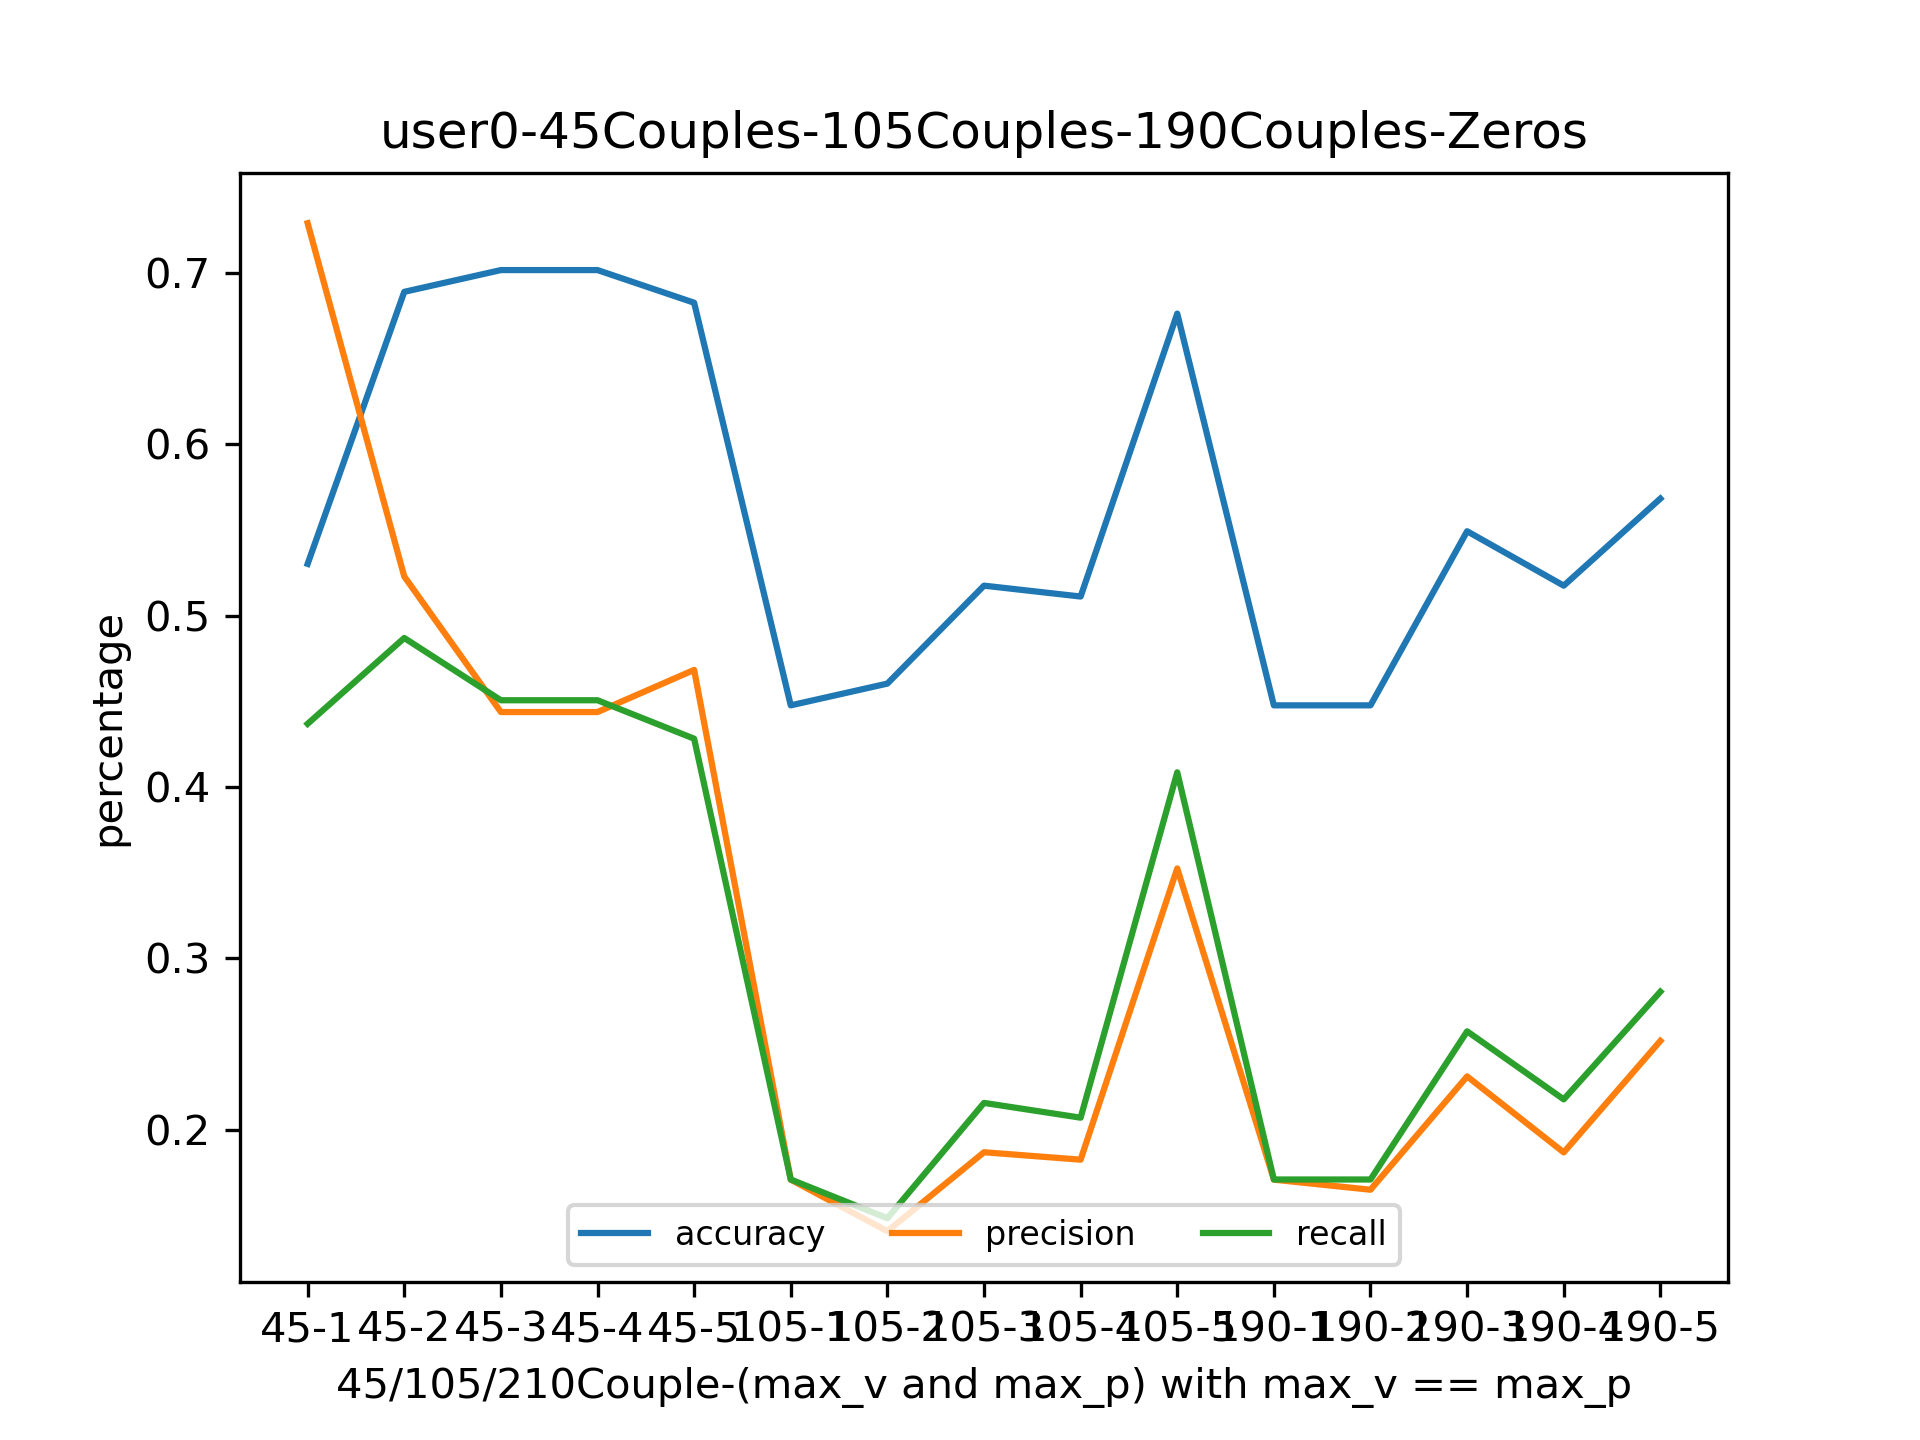 user0-45Couples-105Couples-190Couples-Zeros
percentage
0.7
0.6
0.5
0.4
0.3
0.2
accuracy precision recall
45-1 45-2 45-3 45-4 45-5 105-1 105-2 105-3 105-4 105-5 190-1 190-2 190-3 190-4 190-5
45/105/210Couple-(max_v and max_p) with max_v == max_p